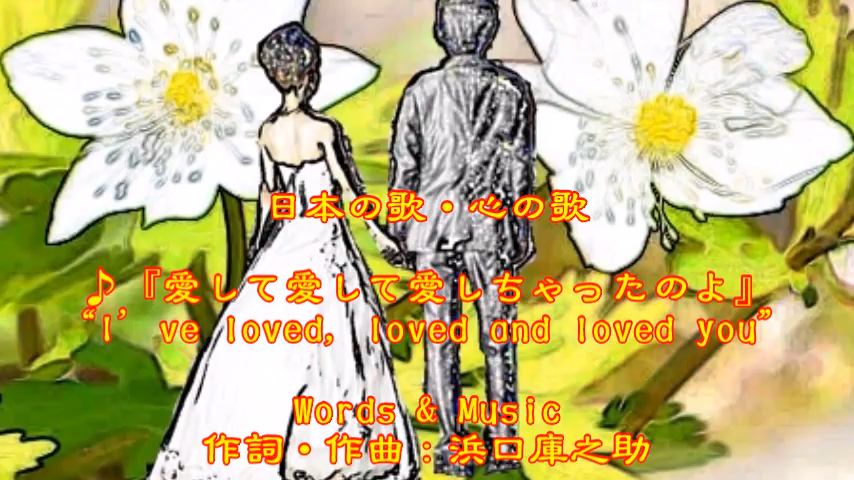 日本の歌・心の歌
♪『愛して愛して愛しちゃったのよ』
“I’ve loved, loved and loved you”
Words & Music
作詞・作曲：浜口庫之助